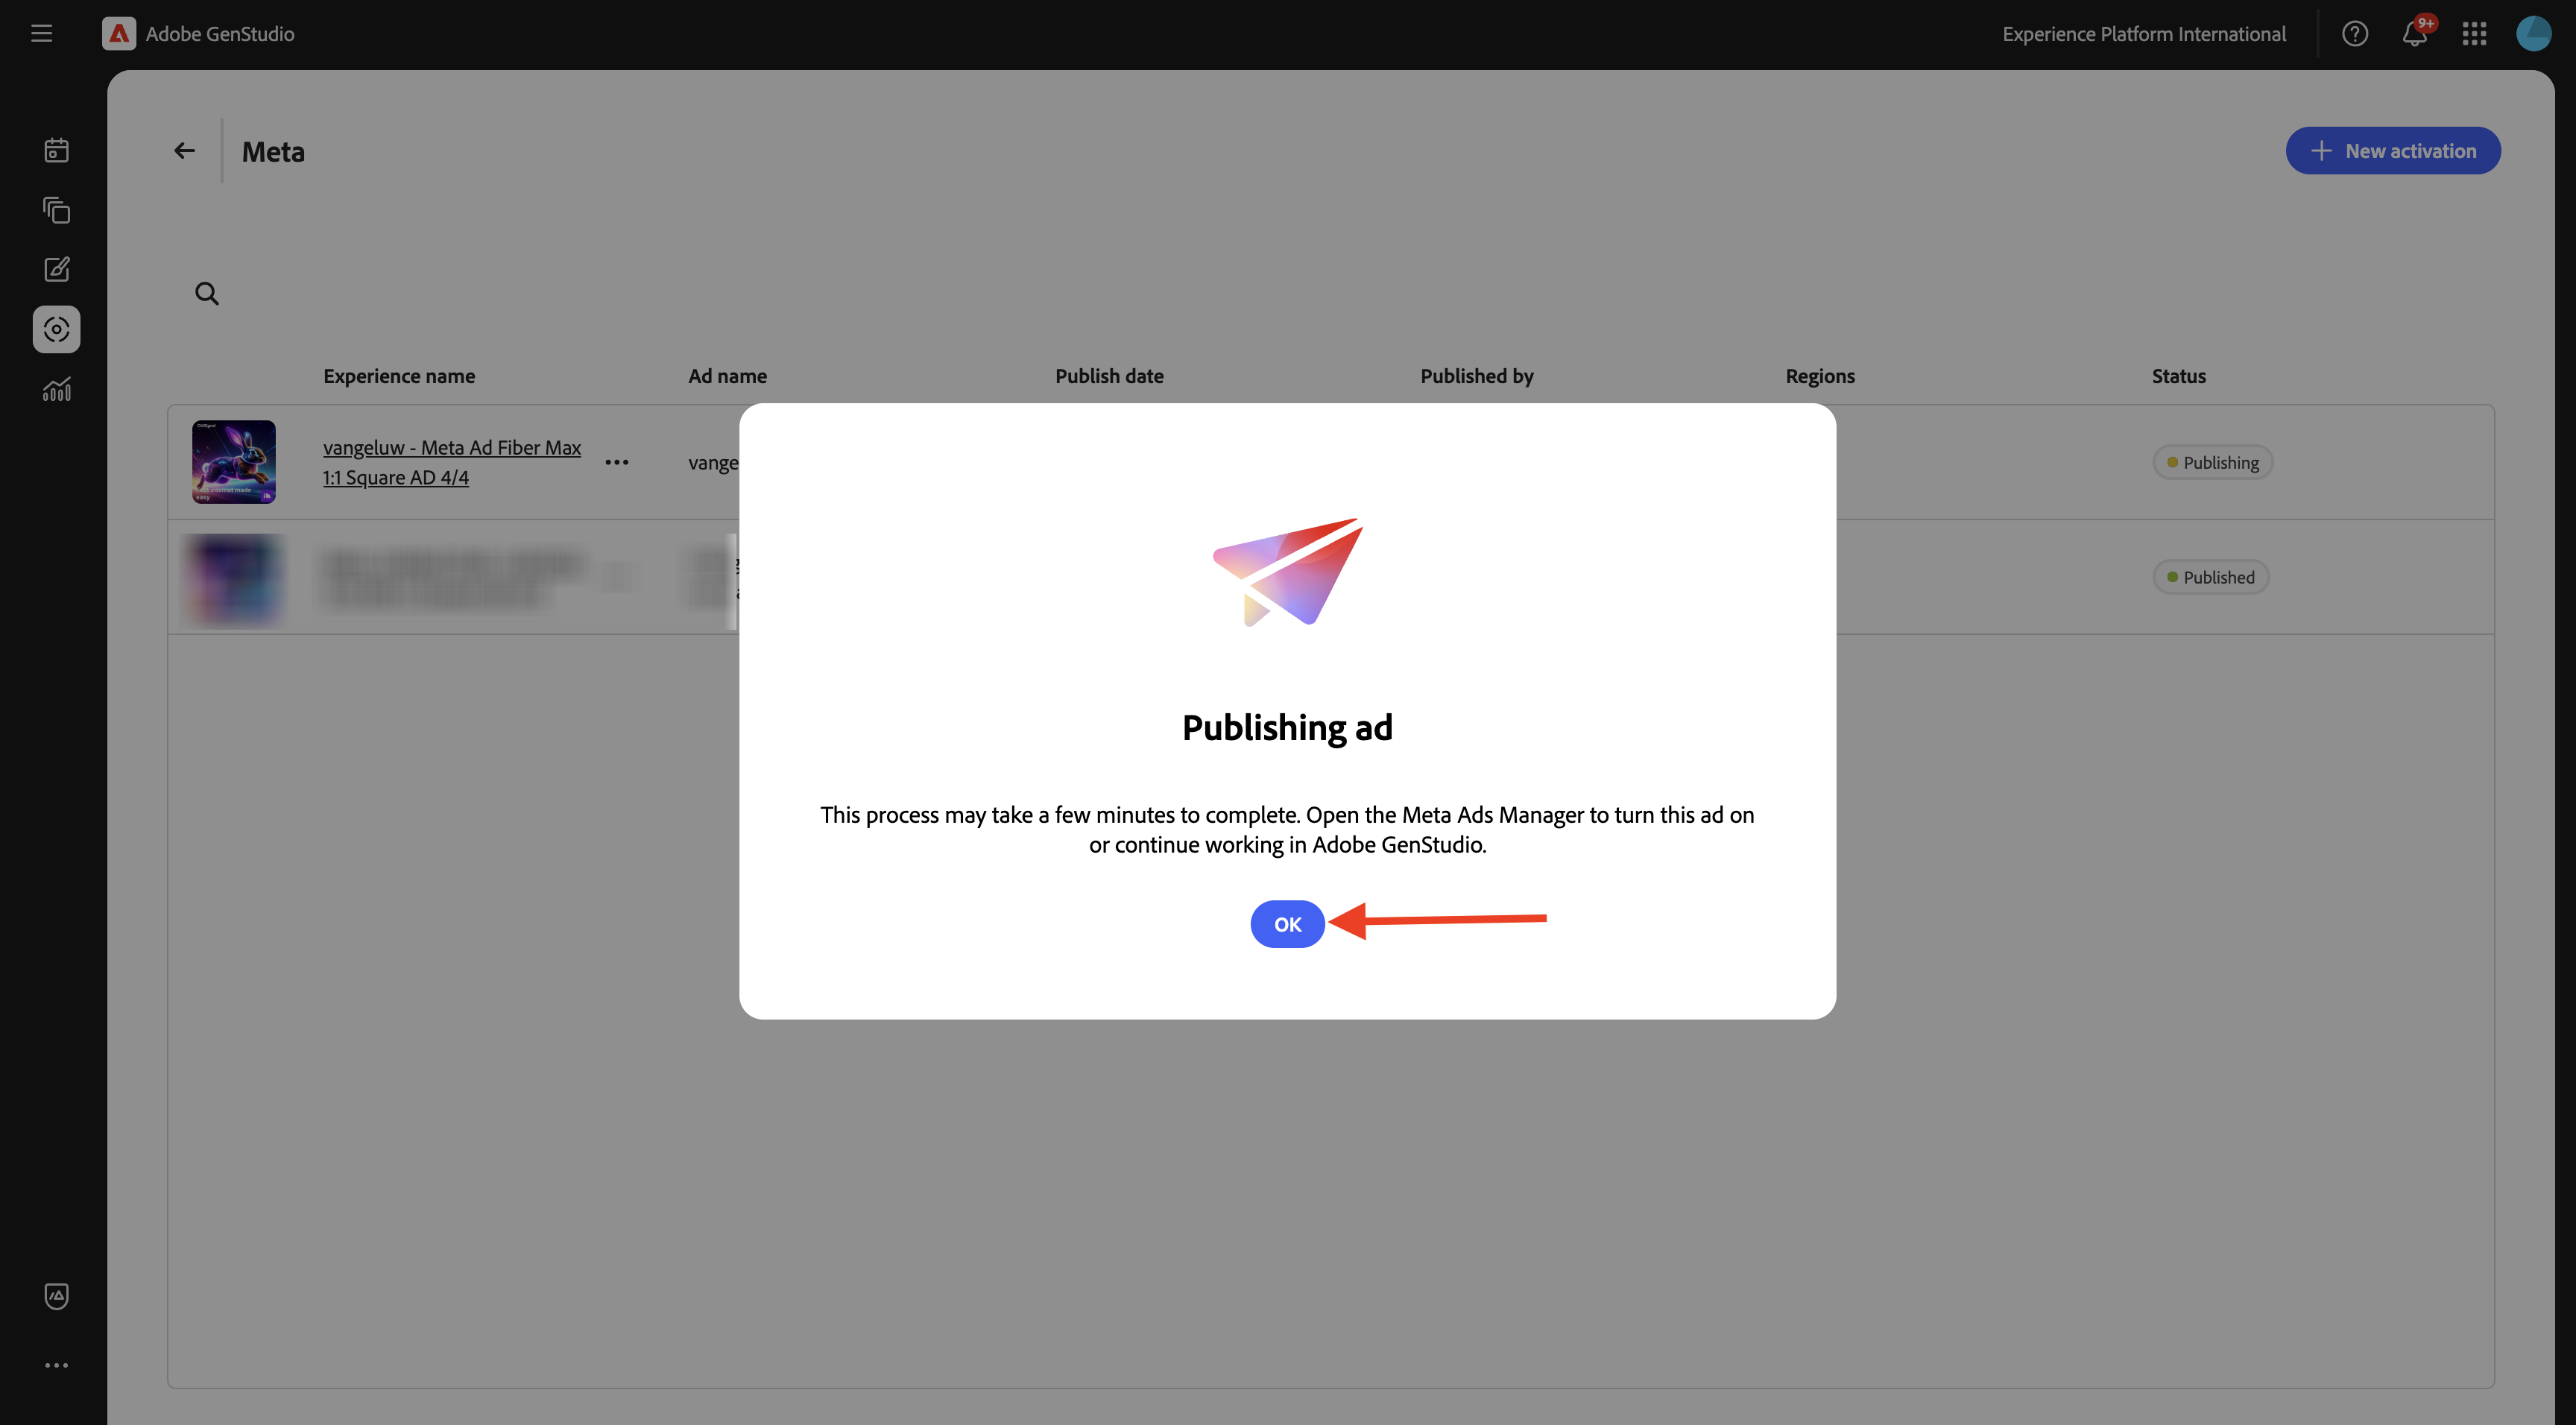 Adobe GenStudio
Experience Platform International
9+
Meta
New activation
Experience name
Ad name
Publish date
Published by
Regions
Status
vangeluw - Meta Ad Fiber Max
1:1 Square AD 4/4
vange
Publishing
Published
Publishing ad
This process may take a few minutes to complete. Open the Meta Ads Manager to turn this ad on
or continue working in Adobe GenStudio.
OK